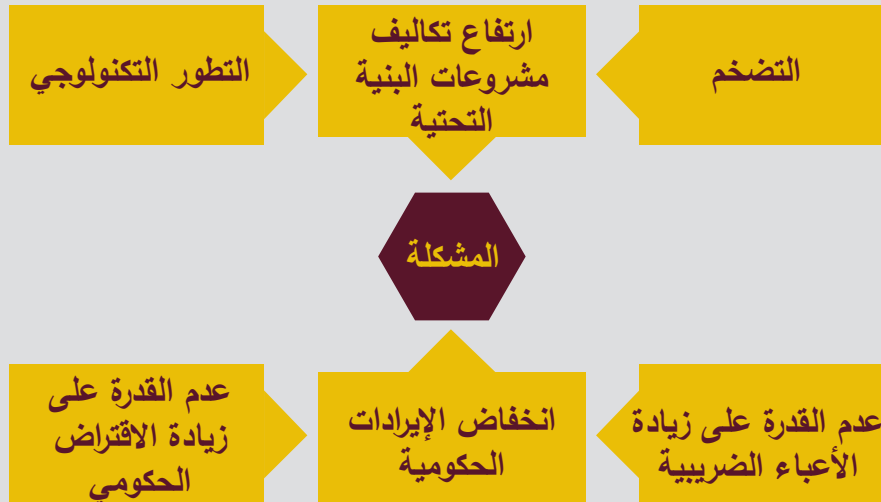 التضخم
ارتفاع تكاليف
مشروعات البنية
التحتية
التطور التكنولوجي
المشكلة
عدم القدرة على زيادة
الأعباء الضريبية
انخفاض الإيرادات
الحكومية
عدم القدرة على
زيادة الاقتراض
الحكومي